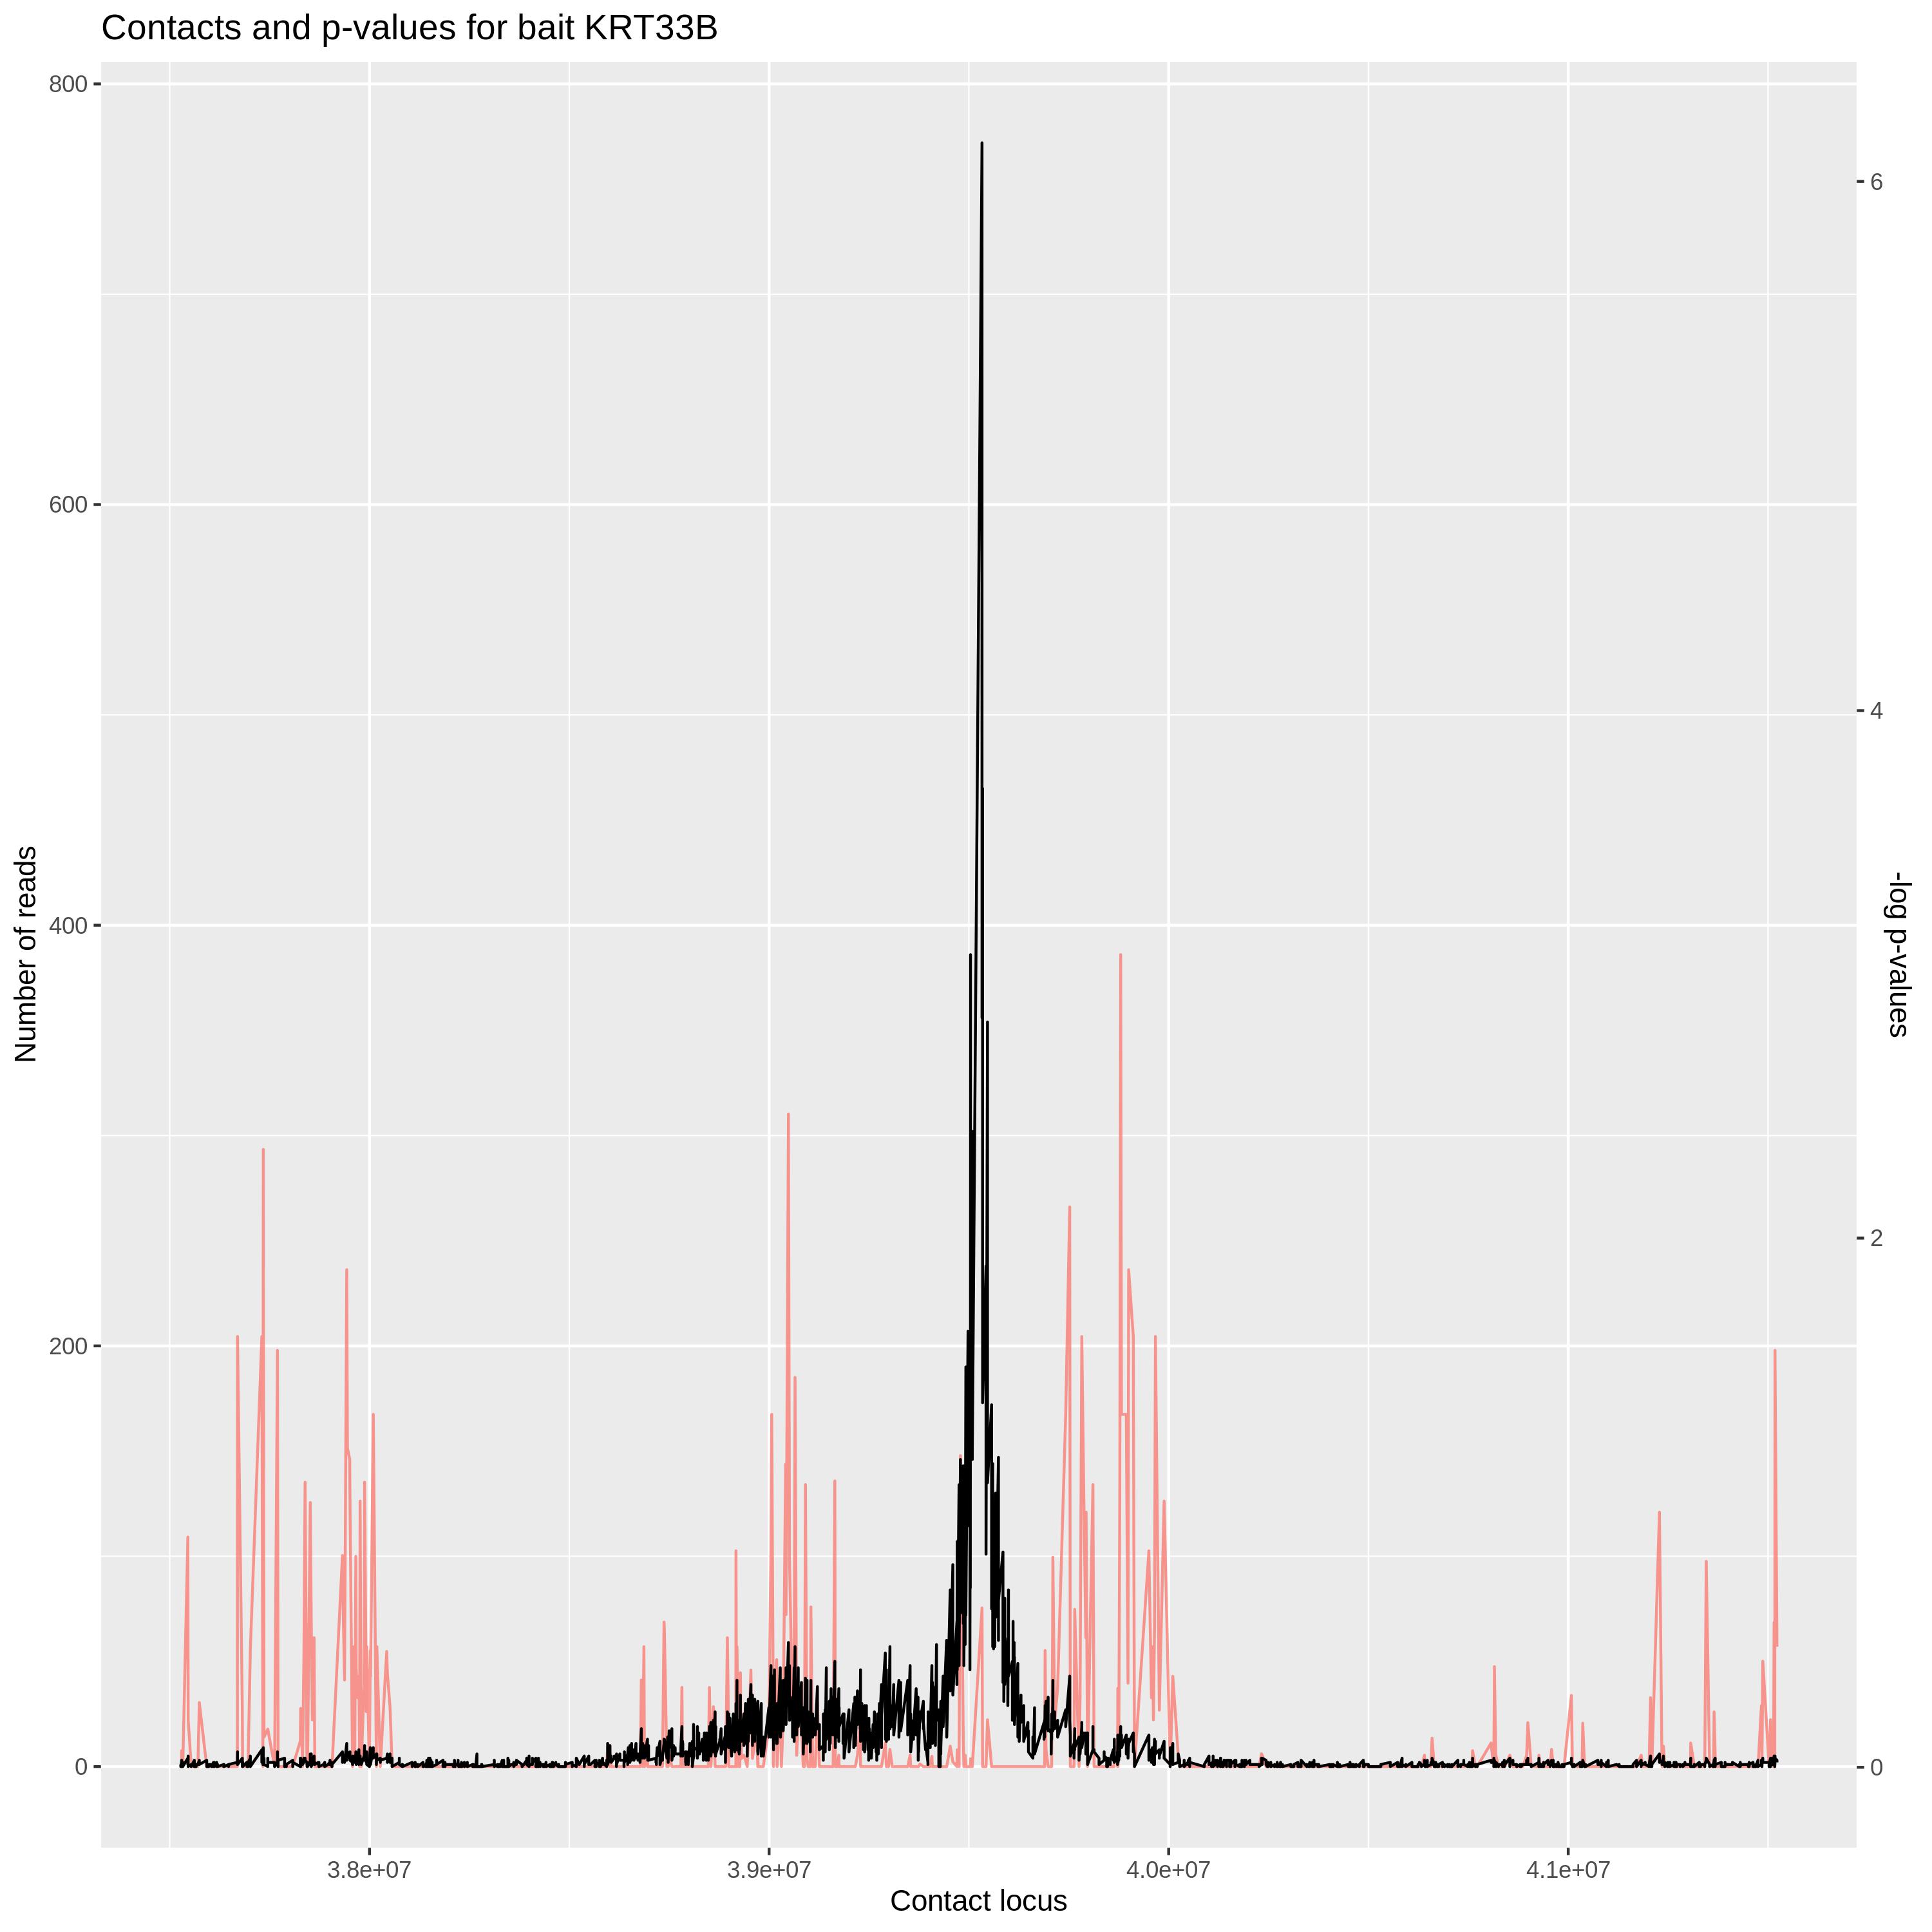 Contacts and p-values for bait KRT33B
800
600
400
200
0
Number of reads
6
4
2
0
-log p-values
3.8e+07
3.9e+07
4.0e+07
4.1e+07
Contact locus